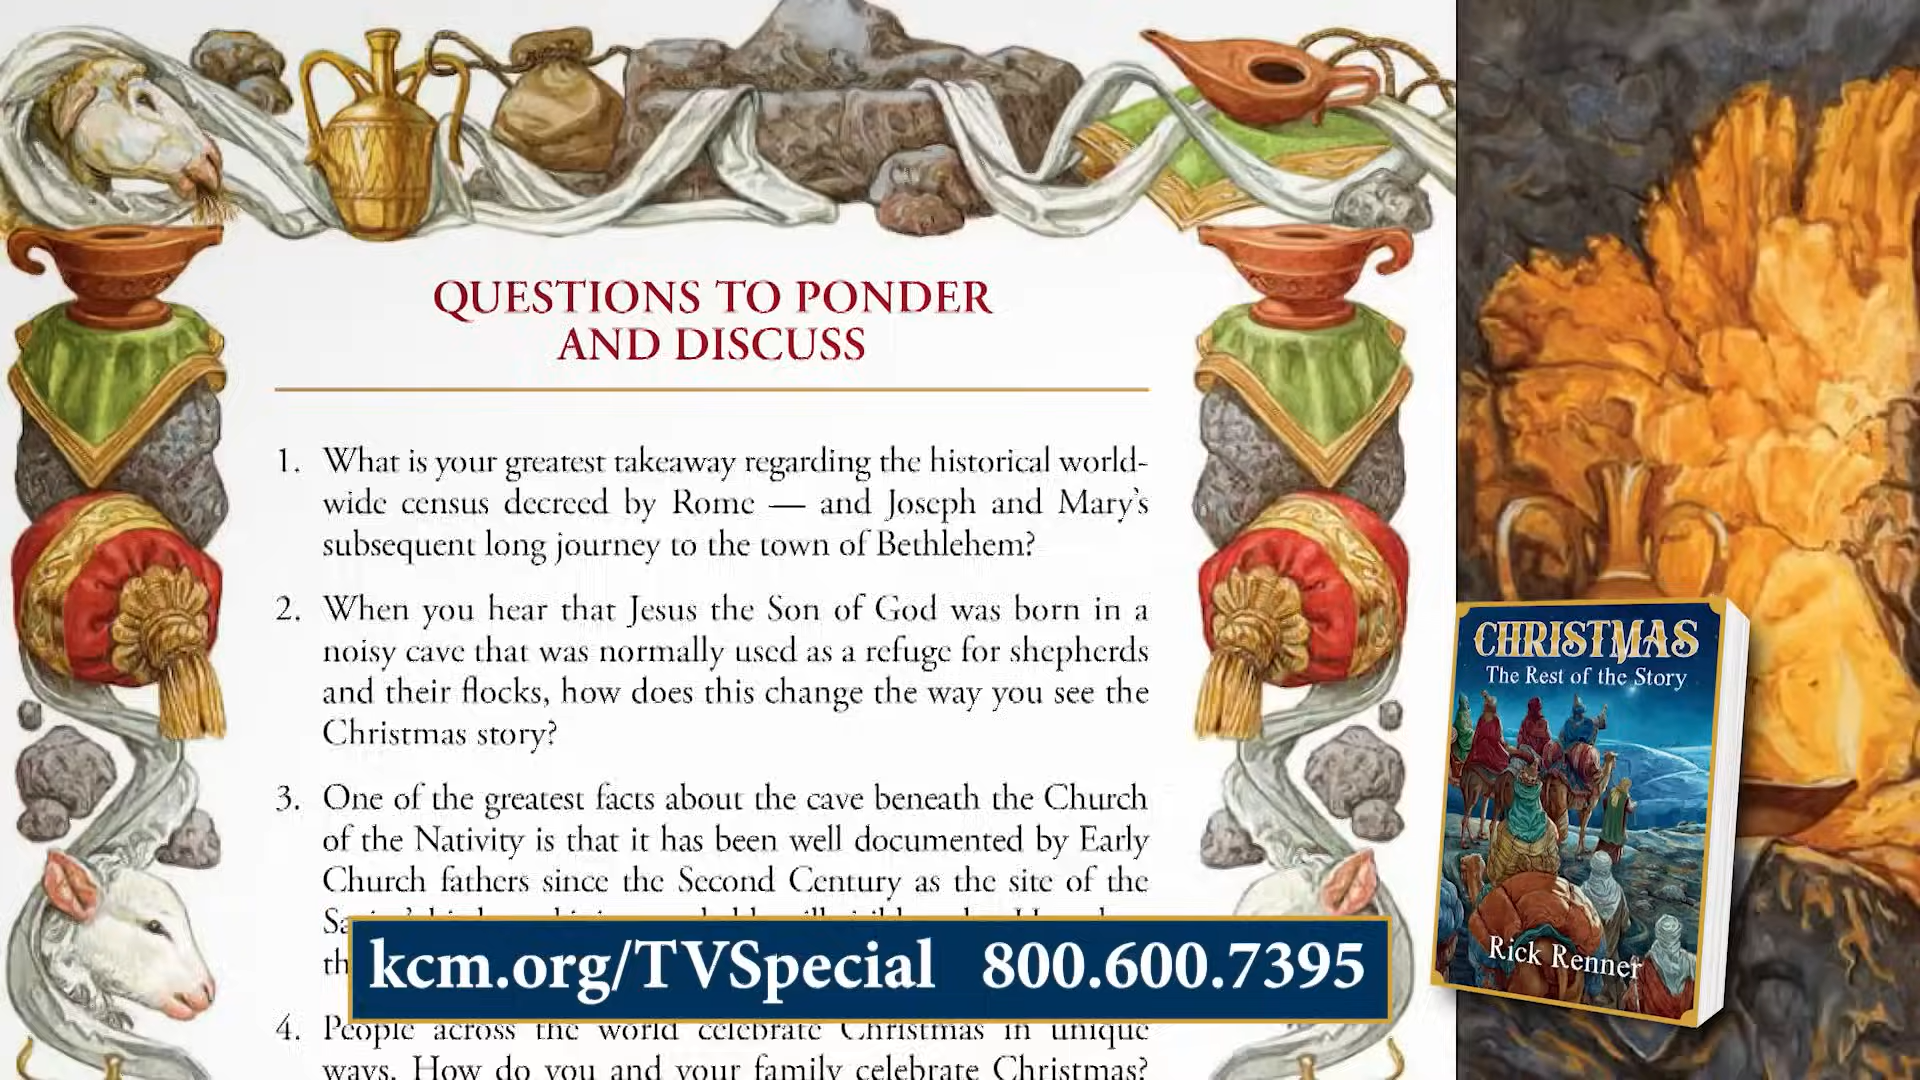 QUESTIONS TO PONDER
AND DISCUSS
1. What is your greatest takeaway regarding the historical world-
wide census decreed by Rome — and Joseph and Mary's
subsequent long journey to the town of Bethlehem?
2. When you hear that Jesus the Son of God was born in a
noisy cave that was normally used as a refuge for shepherds
and their flocks, how does this change the way you see the
Christmas story?
3. One of the greatest facts about the cave beneath the Church
of the Nativity is that it has been well documented by Early
Church fathers since the Second Century as the site of the
kcm.org/TVSpecial 800.600.7395
4. People across the world celebrate Christmas in unique
ways. How do you and your family celebrate Christmas?
CHRISTMAS
The Rest of the Story
Rick Renner